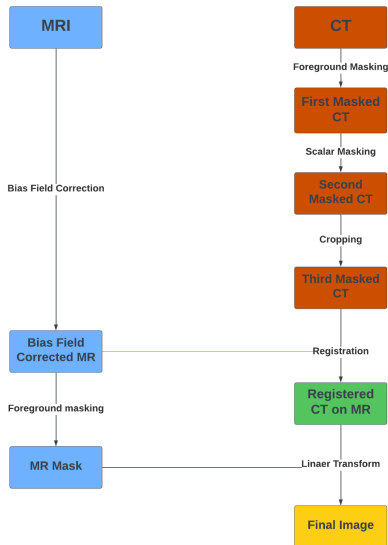 MRI
CT
Foreground Masking
First Masked
CT
Scalar Masking
Bias Field Correction
Second
Masked CT
Cropping
Third Masked
CT
Bias Field
Corrected MR
Registration
Foreground masking
Registered
CT on MR
MR Mask
Linaer Transform
Final Image